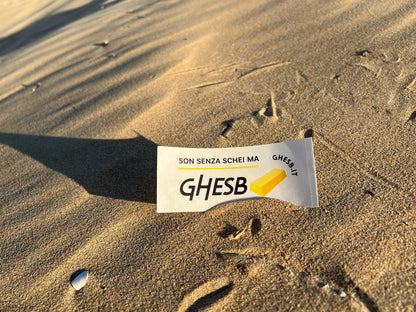 SON SENZA SCHEI MA
GHESB
GHESB.IT